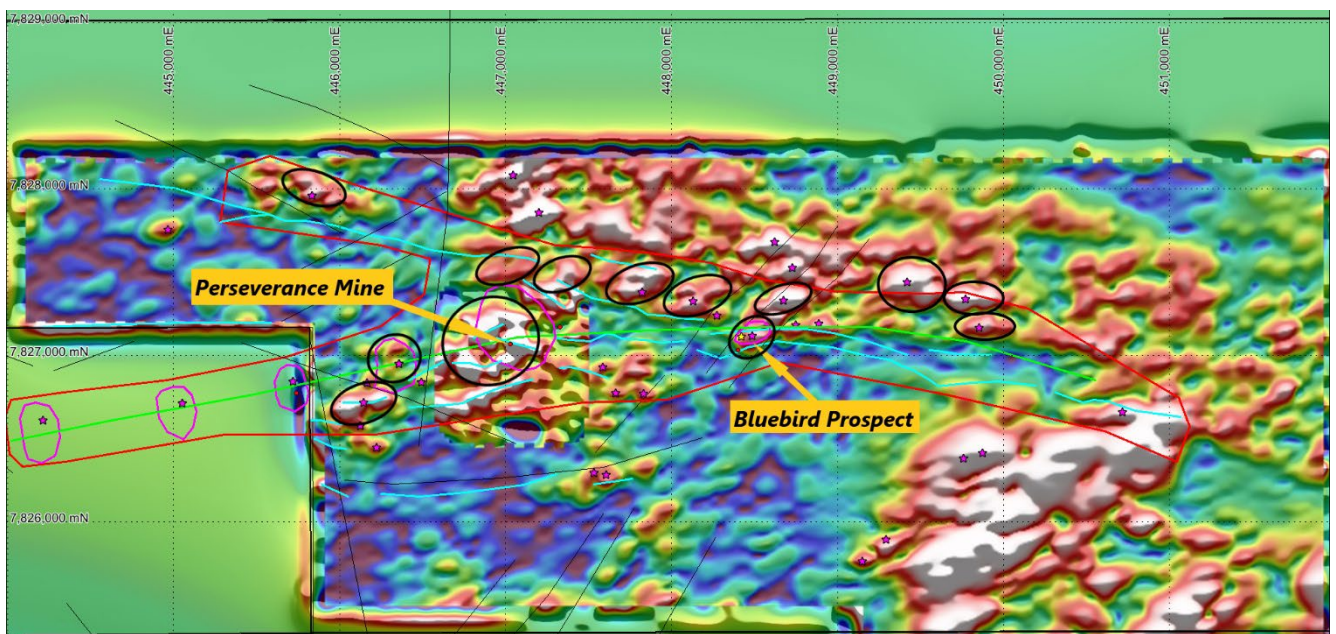 7,829,000 mN
445,000 mE
446,000 mE
447,000 mE
448,000 mE
449,000 mE
450,000 mE
451,000 mE
7,828,000 mN
Perseverance Mine
7,827,000 mN
Bluebird Prospect
7,826,000 mN